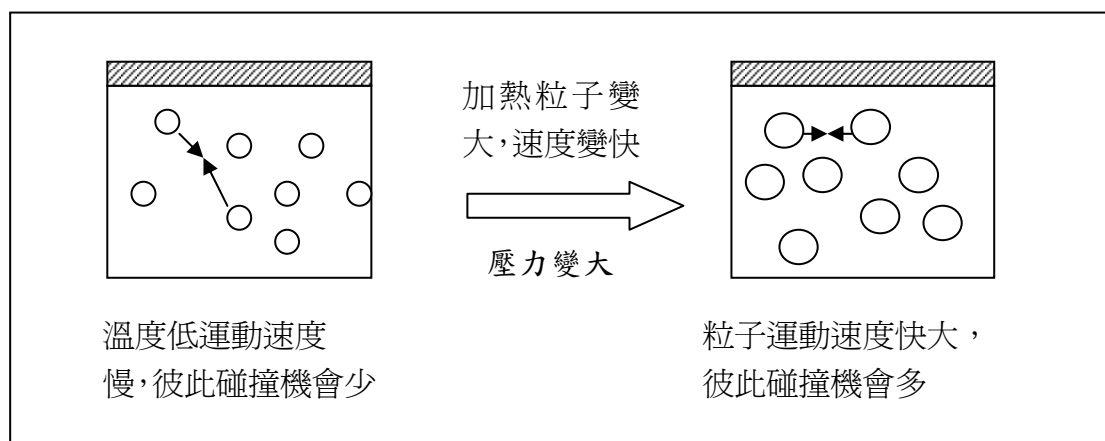 加熱粒子變
大,速度變快
壓力變大
溫度低運動速度
慢,彼此碰撞機會少
粒子運動速度快大,
彼此碰撞機會多